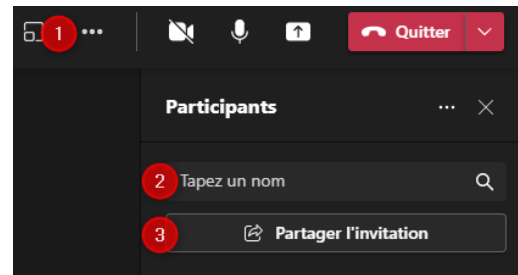 1 ••• Quitter
Participants •••
2 Tapez un nom
3 Partager l'invitation